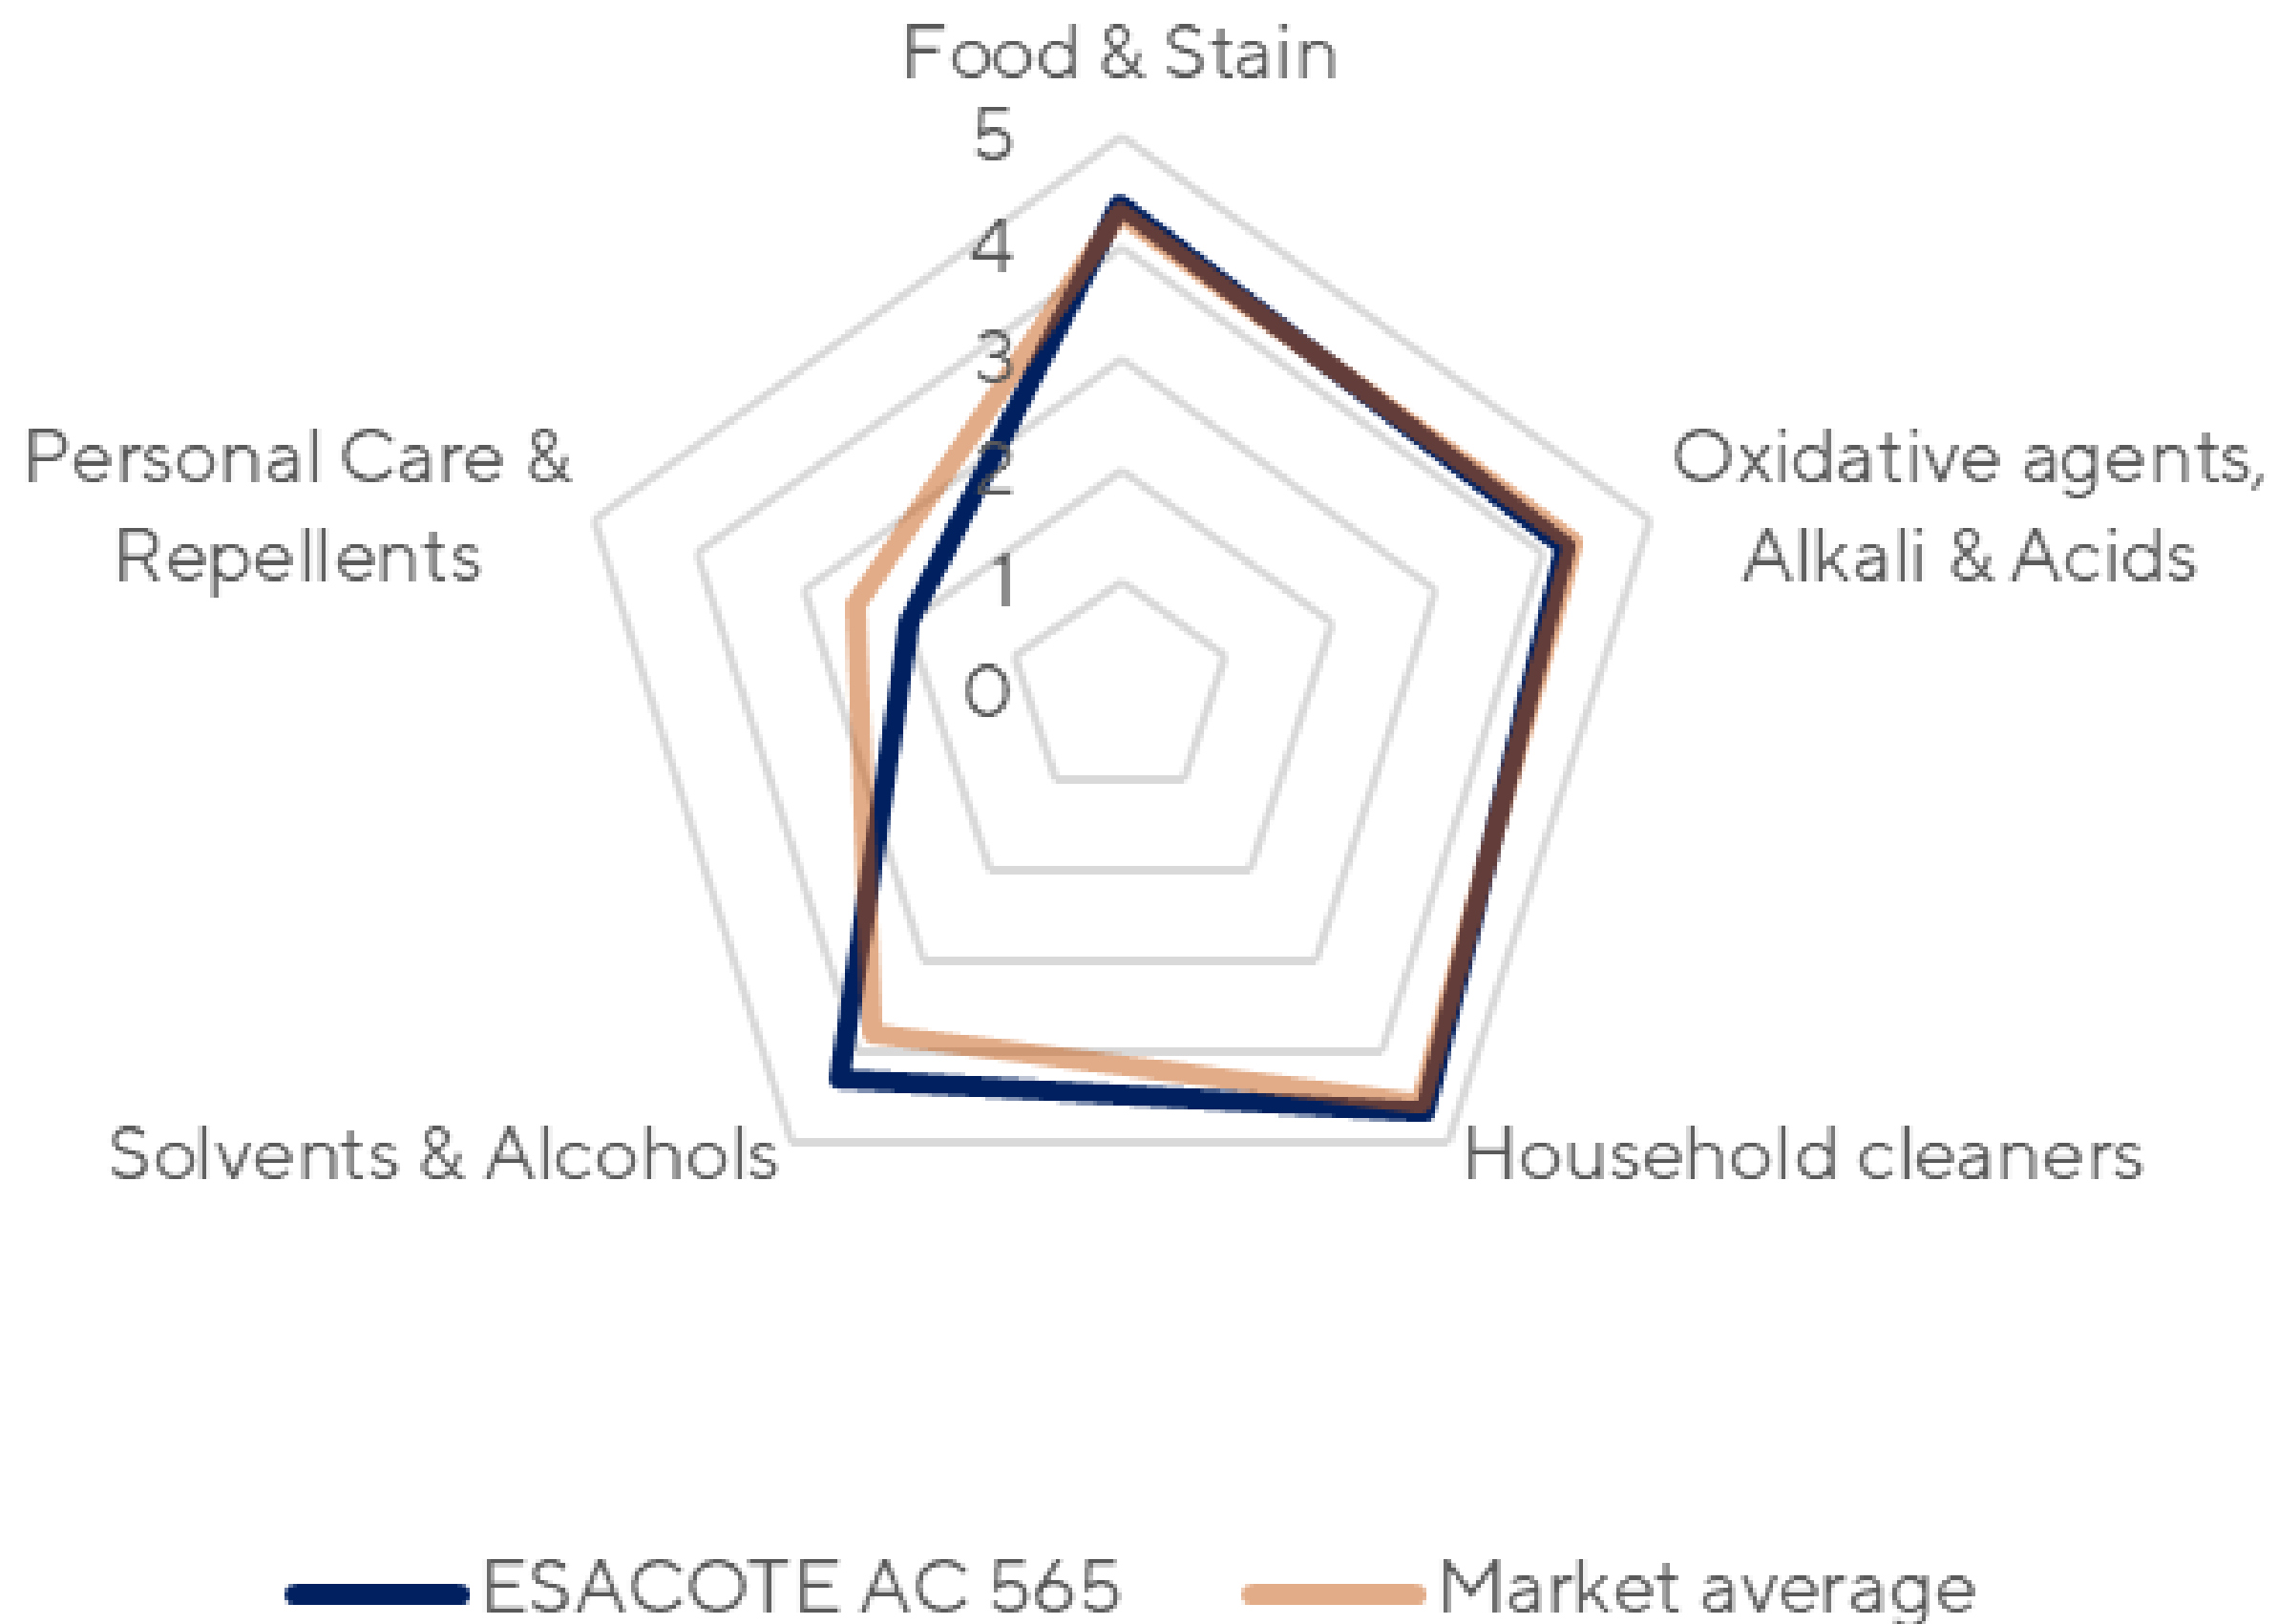 Food & Stain
5
4
3
2
1
0
Personal Care &
Repellents
Oxidative agents,
Alkali & Acids
Solvents & Alcohols
Household cleaners
ESACOTE AC 565
Market average